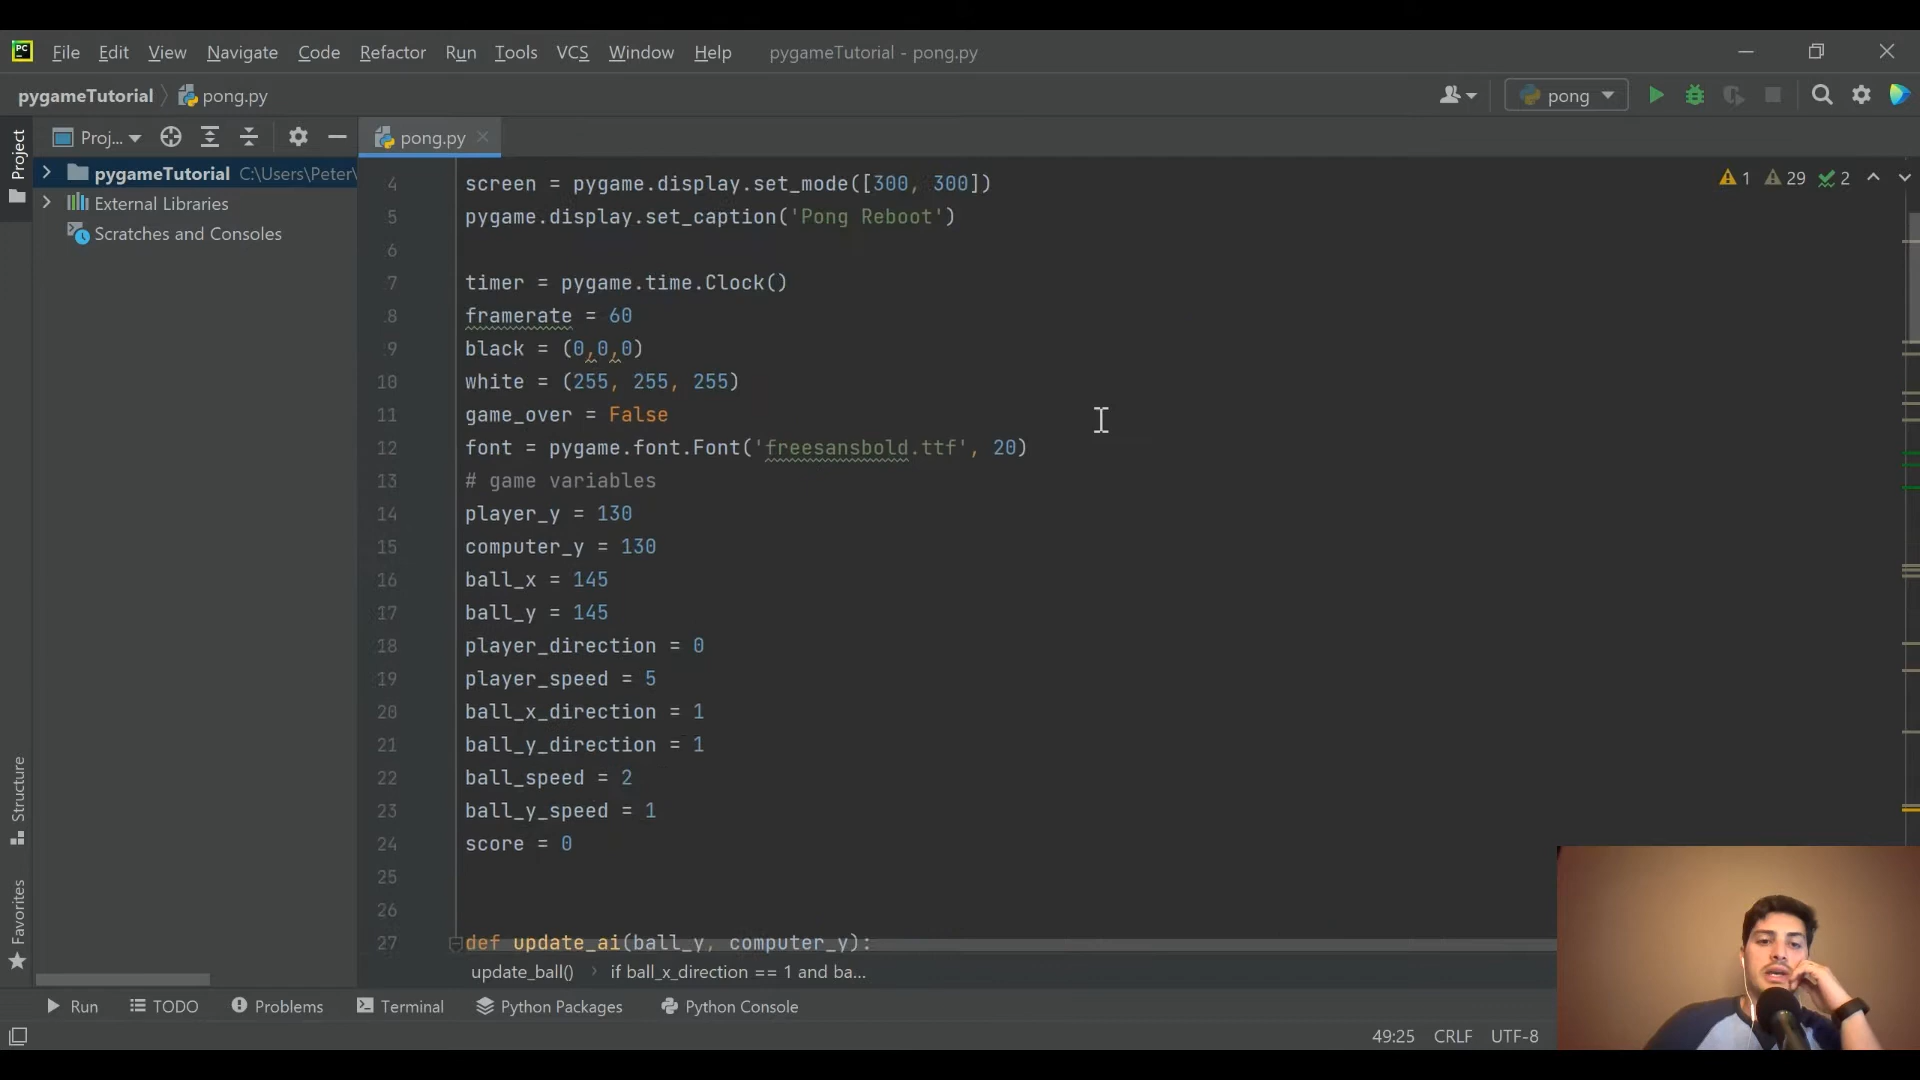 PC File Edit View Navigate Code Refactor Run Tools VCS Window Help pygameTutorial - pong.py
pygameTutorial pong.py pong
Project Proj... pong.py
pygameTutorial C:\Users\Peter\
External Libraries
Scratches and Consoles
1 29 2
4 screen = pygame.display.set_mode([300, 300])
5 pygame.display.set_caption('Pong Reboot')
6
7 timer = pygame.time.Clock()
8 framerate = 60
9 black = (0,0,0)
10 white = (255, 255, 255)
11 game_over = False
12 font = pygame.font.Font('freesansbold.ttf', 20)
13 # game variables
14 player_y = 130
15 computer_y = 130
16 ball_x = 145
17 ball_y = 145
18 player_direction = 0
19 player_speed = 5
20 ball_x_direction = 1
21 ball_y_direction = 1
22 ball_speed = 2
23 ball_y_speed = 1
24 score = 0
25
26
27 def update_ai(ball_y, computer_y):
update_ball() › if ball_x_direction == 1 and ba...
Structure
Favorites
Run TODO Problems Terminal Python Packages Python Console
49:25 CRLF UTF-8